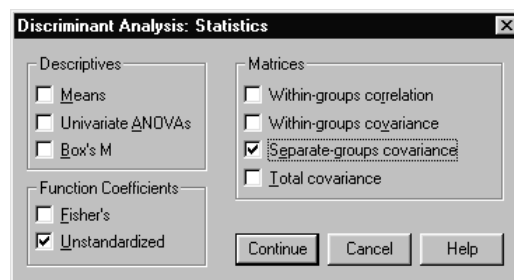 Discriminant Analysis: Statistics
Descriptives
Means
Univariate ANOVAs
Box's M
Function Coefficients
Fisher's
Unstandardized
Matrices
Within-groups correlation
Within-groups covariance
Separate-groups covariance
Total covariance
Continue
Cancel
Help